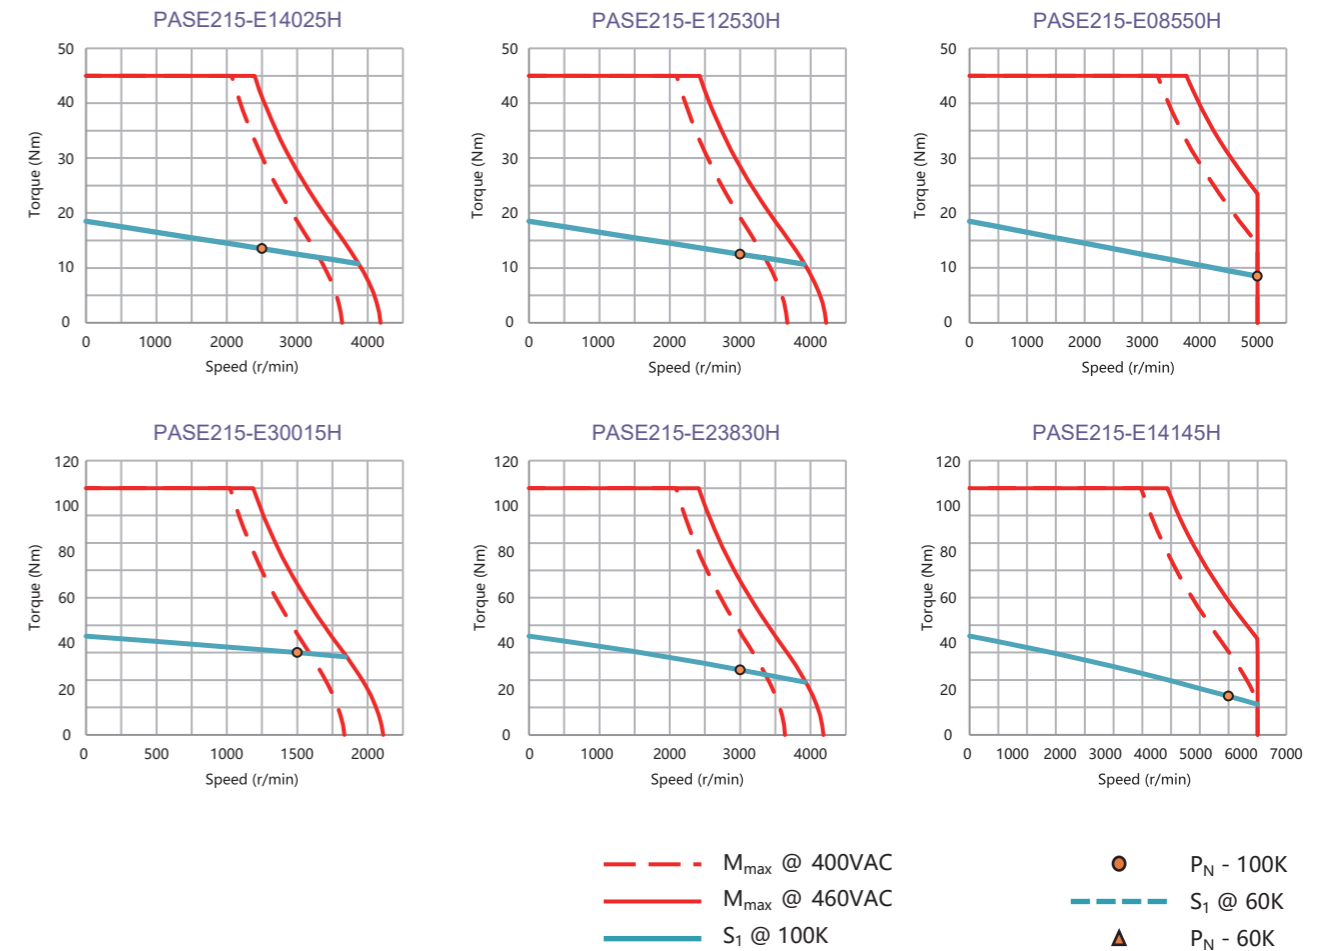 PASE215-E14025H
50
40
30
20
10
0
Torque (Nm)
0 1000 2000 3000 4000
Speed (r/min)
PASE215-E12530H
50
40
30
20
10
0
Torque (Nm)
0 1000 2000 3000 4000
Speed (r/min)
PASE215-E08550H
50
40
30
20
10
0
Torque (Nm)
0 1000 2000 3000 4000 5000
Speed (r/min)
PASE215-E30015H
120
100
80
60
40
20
0
Torque (Nm)
0 500 1000 1500 2000
Speed (r/min)
PASE215-E23830H
120
100
80
60
40
20
0
Torque (Nm)
0 1000 2000 3000 4000
Speed (r/min)
PASE215-E14145H
120
100
80
60
40
20
0
Torque (Nm)
0 1000 2000 3000 4000 5000 6000 7000
Speed (r/min)
Mmax @ 400VAC
Mmax @ 460VAC
S1 @ 100K
PN - 100K
S1 @ 60K
PN - 60K